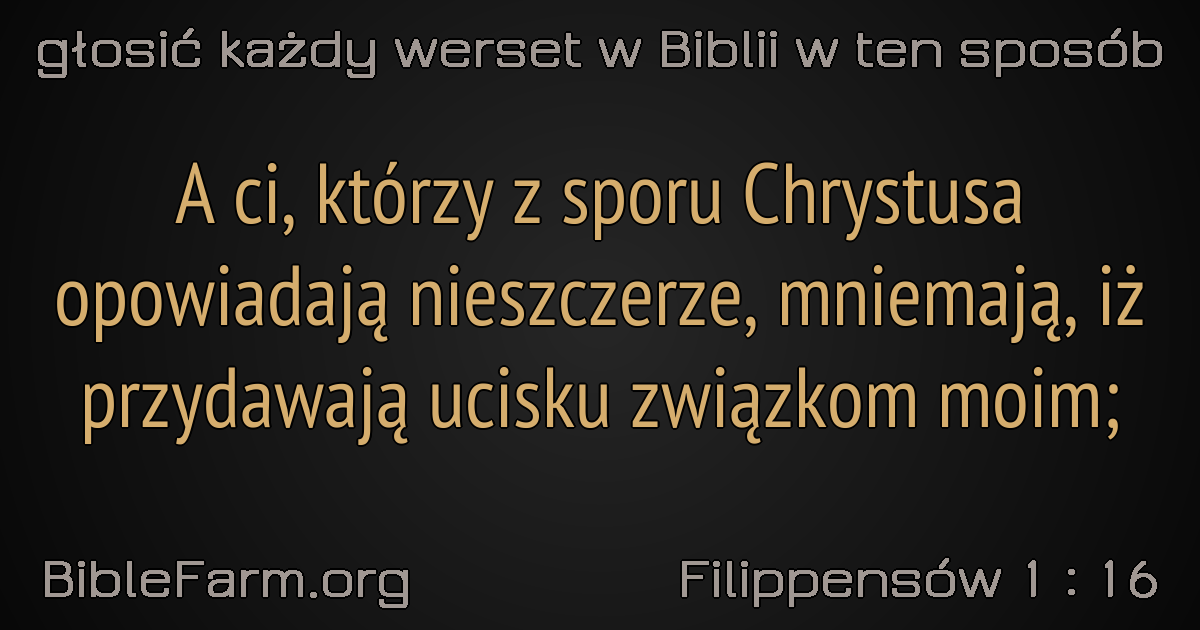 głosić każdy werset w Biblii w ten sposób
A ci, którzy z sporu Chrystusa
opowiadają nieszczerze, mniemają, iż
przydawają ucisku związkom moim;
BibleFarm.org
Filippensów 1 : 16